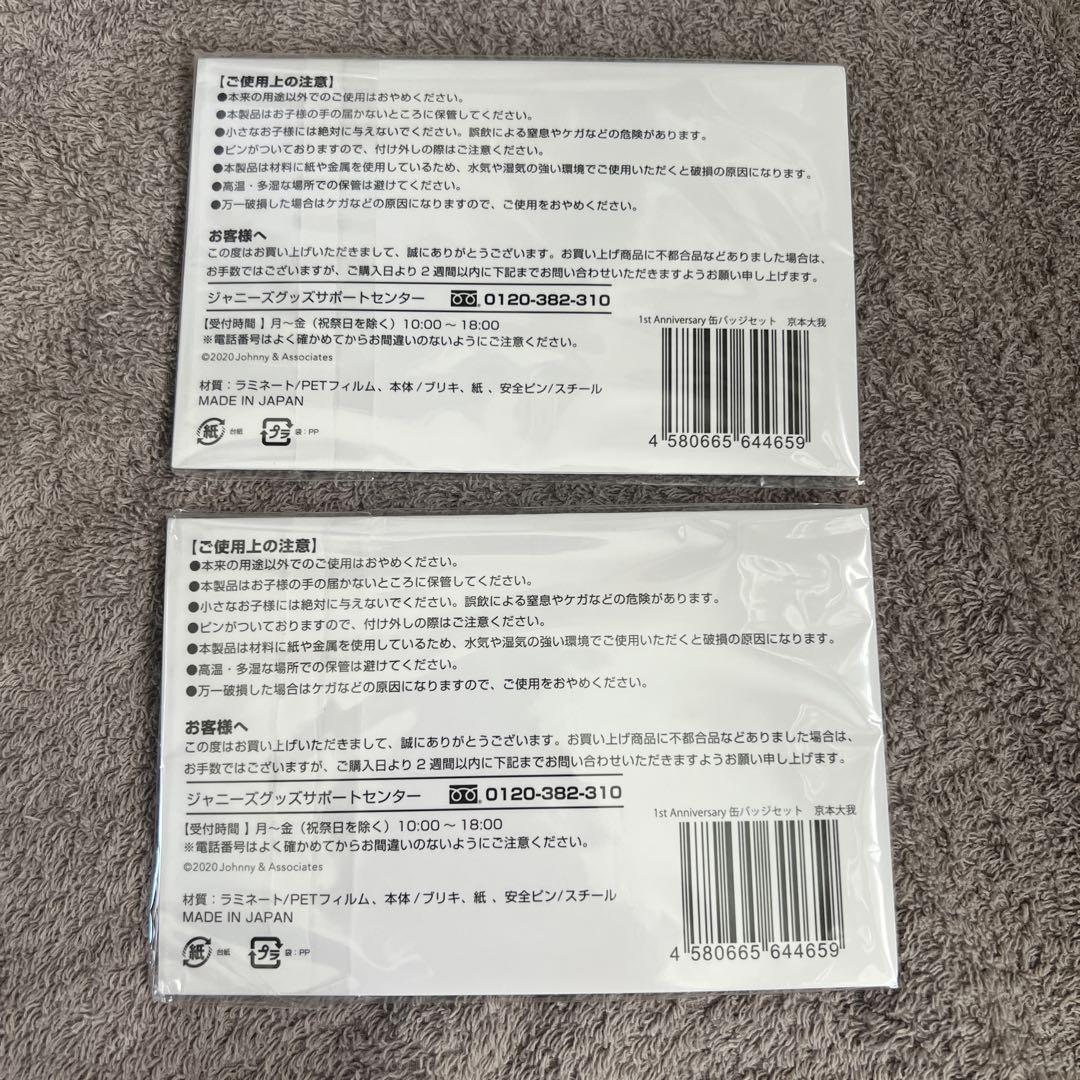 【ご使用上の注意】
●本来の用途以外でのご使用はおやめください。
●本製品はお子様の手の届かないところに保管してください。
●小さなお子様には絶対に与えないでください。誤飲による窒息やケガなどの危険があります。
●ピンがついておりますので、付け外しの際はご注意ください。
●本製品は材料に紙や金属を使用しているため、水気や湿気の強い環境でご使用いただくと破損の原因になります。
●高温・多湿な場所での保管は避けてください。
●万一破損した場合はケガなどの原因になりますので、ご使用をおやめください。
お客様へ
この度はお買い上げいただきまして、誠にありがとうございます。お買い上げ商品に不都合品などありました場合は、
お手数ではございますが、ご購入日より2週間以内に下記までお問い合わせいただきますようお願い申し上げます。
ジャニーズグッズサポートセンター 0120-382-310
【受付時間】月〜金（祝祭日を除く）10:00〜18:00
※電話番号はよく確かめてからお間違いのないようにご注意ください。
©2020 Johnny & Associates
材質：ラミネート/PETフィルム、本体/ブリキ、紙、安全ピン/スチール
MADE IN JAPAN
紙 台紙 プラ 袋：PP
1st Anniversary 缶バッジセット 京本大我
4 580665 644659
【ご使用上の注意】
●本来の用途以外でのご使用はおやめください。
●本製品はお子様の手の届かないところに保管してください。
●小さなお子様には絶対に与えないでください。誤飲による窒息やケガなどの危険があります。
●ピンがついておりますので、付け外しの際はご注意ください。
●本製品は材料に紙や金属を使用しているため、水気や湿気の強い環境でご使用いただくと破損の原因になります。
●高温・多湿な場所での保管は避けてください。
●万一破損した場合はケガなどの原因になりますので、ご使用をおやめください。
お客様へ
この度はお買い上げいただきまして、誠にありがとうございます。お買い上げ商品に不都合品などありました場合は、
お手数ではございますが、ご購入日より2週間以内に下記までお問い合わせいただきますようお願い申し上げます。
ジャニーズグッズサポートセンター 0120-382-310
【受付時間】月〜金（祝祭日を除く）10:00〜18:00
※電話番号はよく確かめてからお間違いのないようにご注意ください。
©2020 Johnny & Associates
材質：ラミネート/PETフィルム、本体/ブリキ、紙、安全ピン/スチール
MADE IN JAPAN
紙 台紙 プラ 袋：PP
1st Anniversary 缶バッジセット 京本大我
4 580665 644659